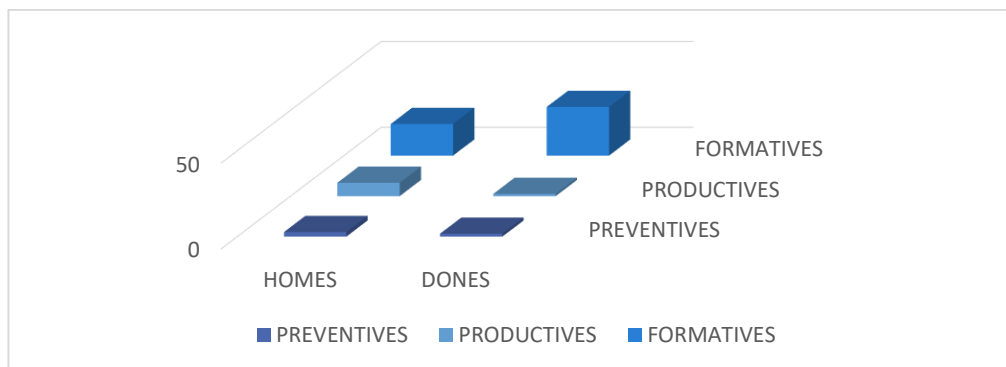 50
0
FORMATIVES
PRODUCTIVES
PREVENTIVES
HOMES DONES
PREVENTIVES PRODUCTIVES FORMATIVES